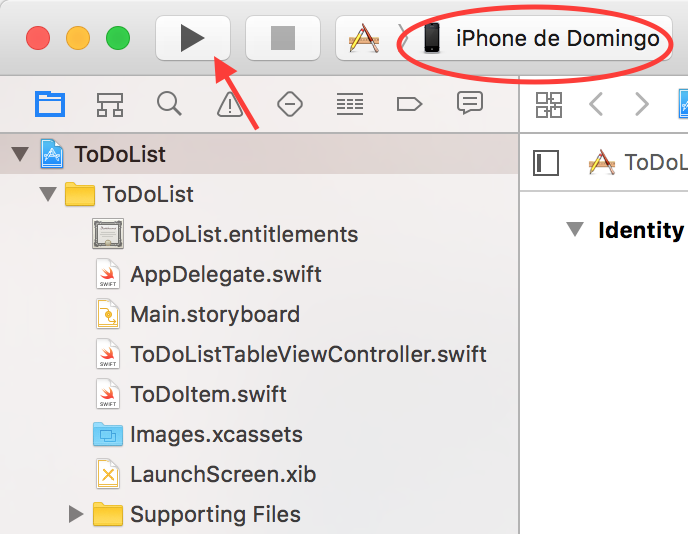 iPhone de Domingo
ToDoList
ToDoL
Identity
ToDoList
ToDoList.entitlements
SWIFT AppDelegate.swift
Main.storyboard
SWIFT ToDoListTableViewController.swift
SWIFT ToDoItem.swift
Images.xcassets
LaunchScreen.xib
Supporting Files